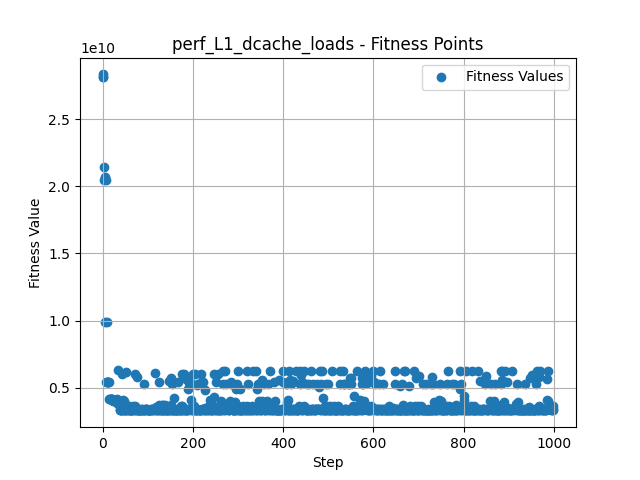 perf_L1_dcache_loads - Fitness Points
1e10
Fitness Values
2.5
2.0
1.5
1.0
0.5
Fitness Value
0 200 400 600 800 1000
Step